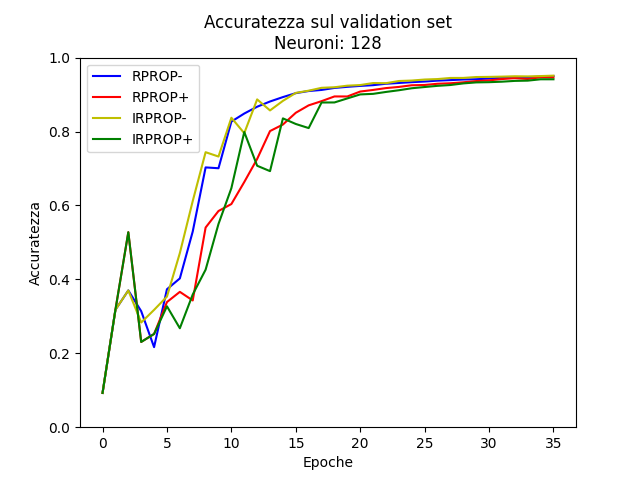 Accuratezza sul validation set
Neuroni: 128
RPROP-
RPROP+
IRPROP-
IRPROP+
Accuratezza
1.0
0.8
0.6
0.4
0.2
0.0
0 5 10 15 20 25 30 35
Epoche